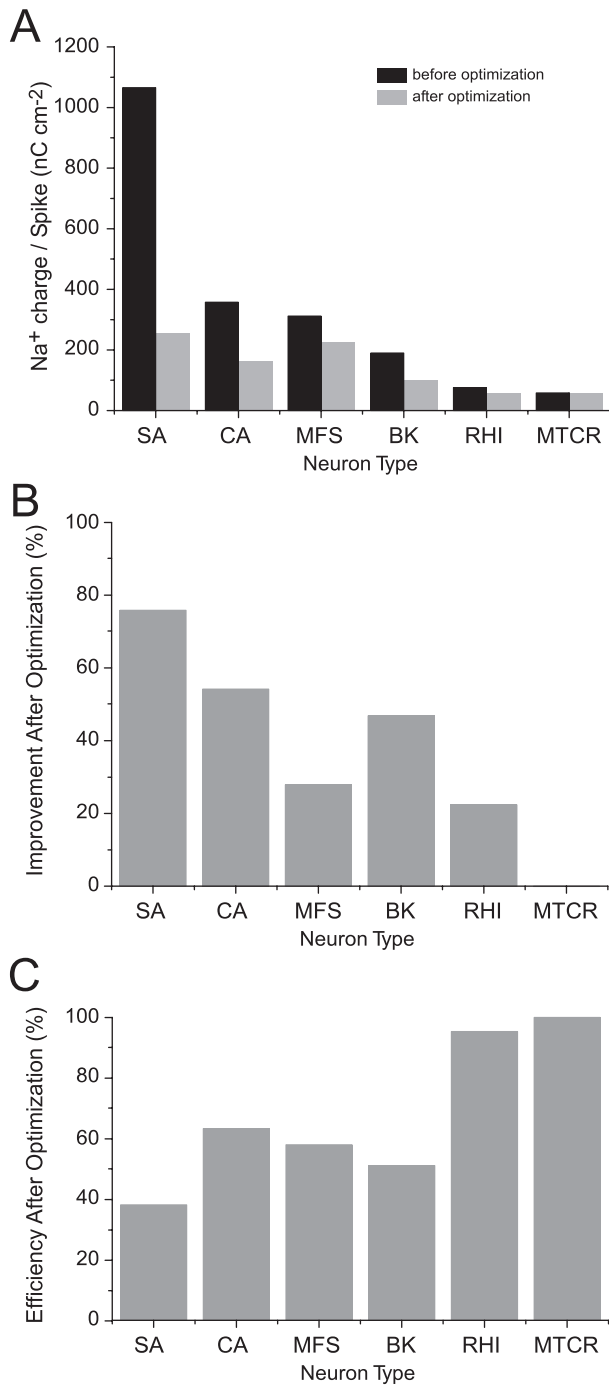 A
Na+ charge / Spike (nC cm-2)
1200
1000
800
600
400
200
0
before optimization
after optimization
SA CA MFS BK RHI MTCR
Neuron Type
B
Improvement After Optimization (%)
100
80
60
40
20
0
SA CA MFS BK RHI MTCR
Neuron Type
C
Efficiency After Optimization (%)
100
80
60
40
20
0
SA CA MFS BK RHI MTCR
Neuron Type